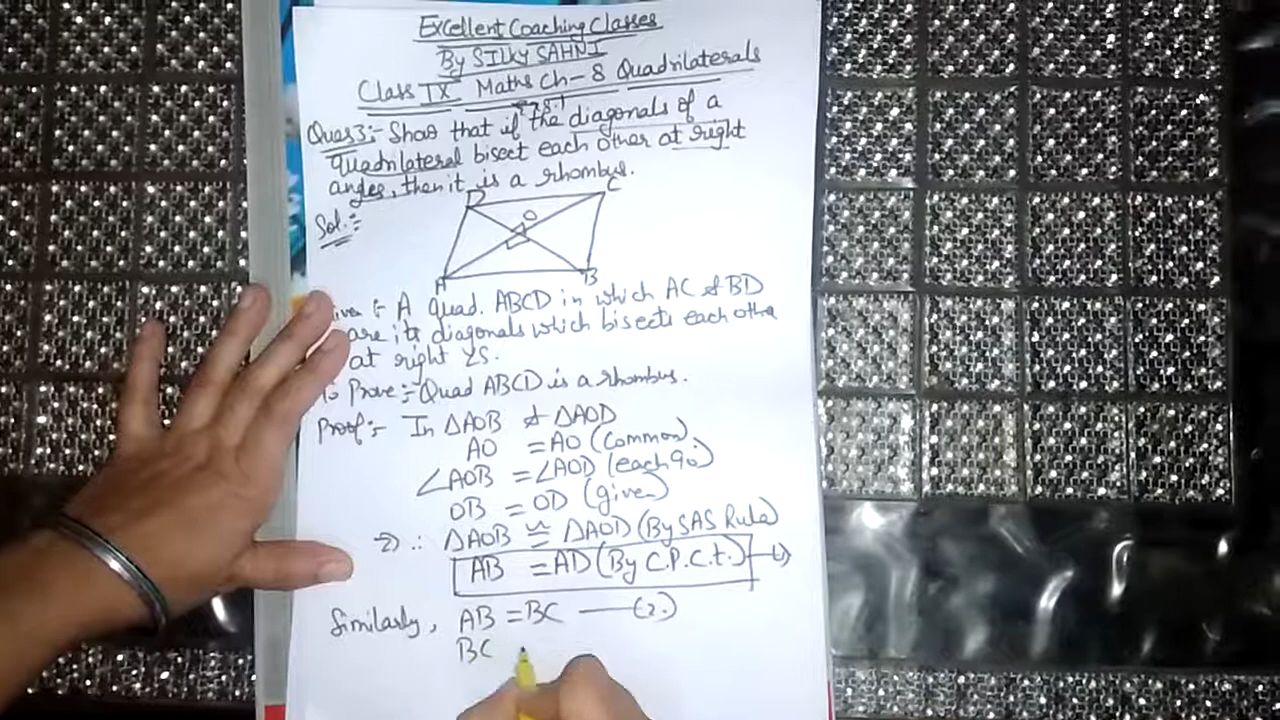 Excellent Coaching Classes
By SILKY SAHNI
Class IX Maths Ch-8 Quadrilaterals
Ques3:- Show that if the diagonals of a
quadrilateral bisect each other at right
angles, then it is a rhombus.
Sol:-
D C
O
A B
iven :- A Quad. ABCD in which AC & BD
are its diagonals which bisects each othe
at right ∠s.
To Prove :- Quad ABCD is a rhombus.
Proof:- In ΔAOB & ΔAOD
AO = AO (Common)
∠AOB = ∠AOD (each 90°)
OB = OD (given)
⇒ ∴ ΔAOB ≅ ΔAOD (By SAS Rule)
AB = AD (By C.P.C.t.) — (1)
Similarly, AB = BC — (2.)
BC